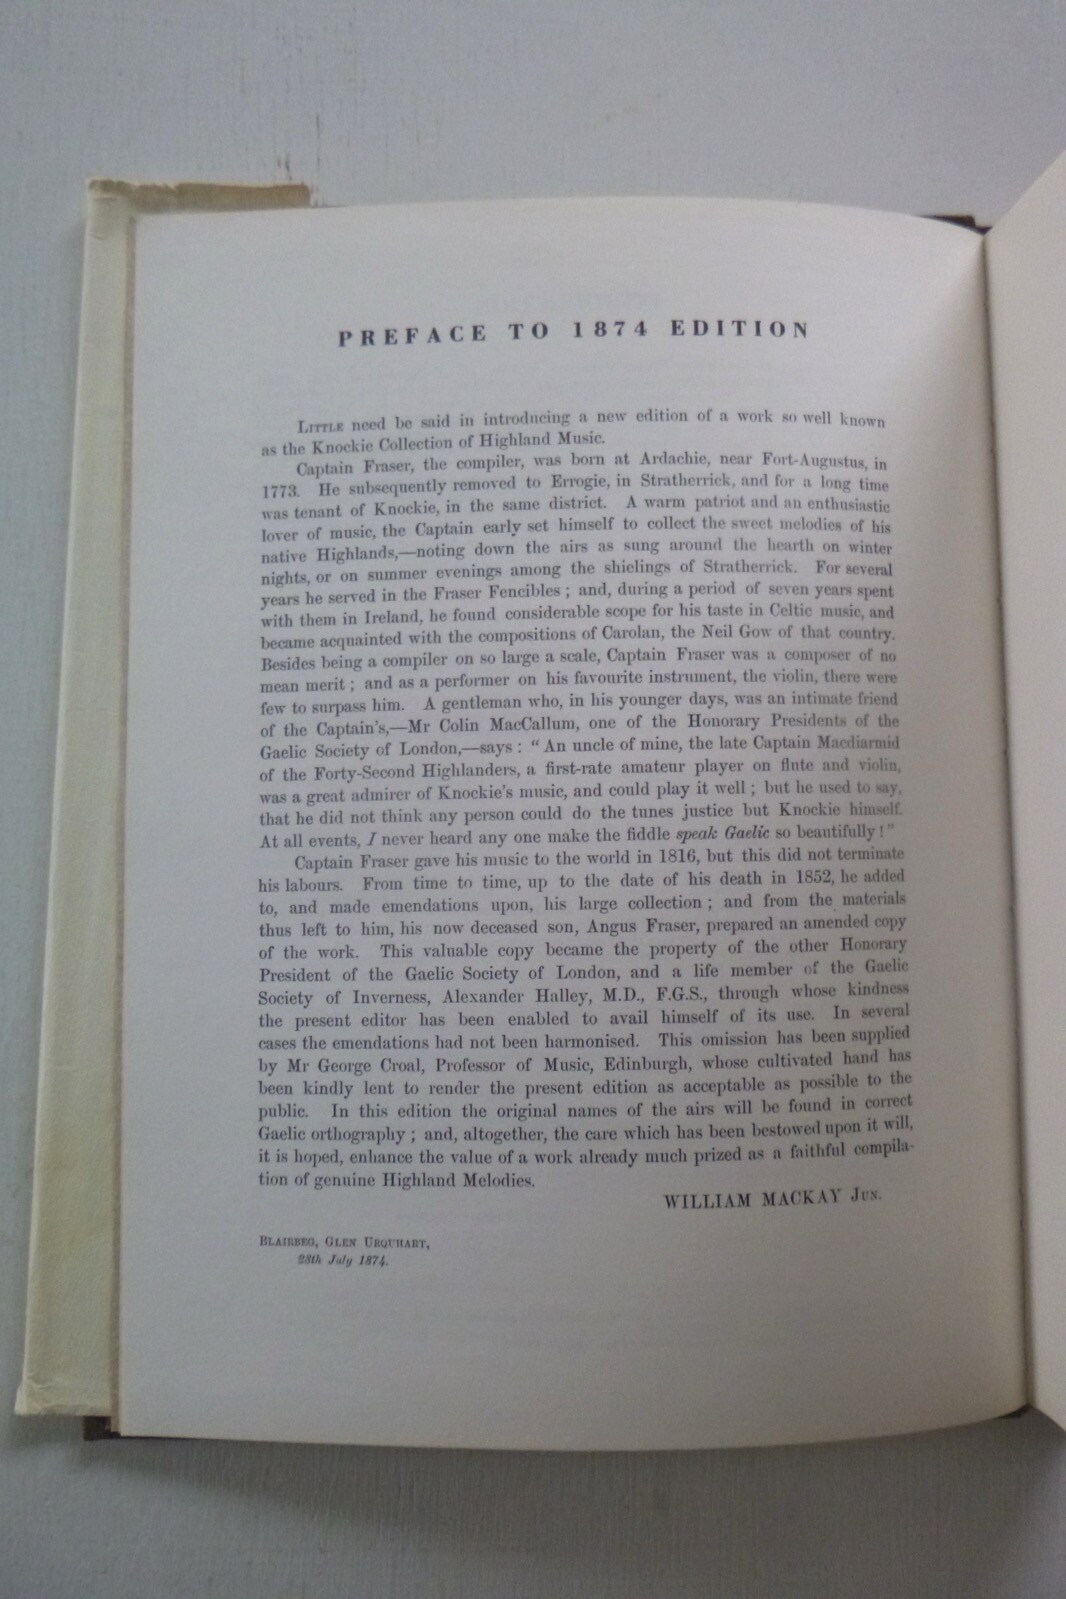 PREFACE TO 1874 EDITION
LITTLE need be said in introducing a new edition of a work so well known
as the Knockie Collection of Highland Music.
Captain Fraser, the compiler, was born at Ardachie, near Fort-Augustus, in
1773. He subsequently removed to Errogie, in Stratherrick, and for a long time
was tenant of Knockie, in the same district. A warm patriot and an enthusiastic
lover of music, the Captain early set himself to collect the sweet melodies of his
native Highlands,—noting down the airs as sung around the hearth on winter
nights, or on summer evenings among the shielings of Stratherrick. For several
years he served in the Fraser Fencibles ; and, during a period of seven years spent
with them in Ireland, he found considerable scope for his taste in Celtic music, and
became acquainted with the compositions of Carolan, the Neil Gow of that country.
Besides being a compiler on so large a scale, Captain Fraser was a composer of no
mean merit ; and as a performer on his favourite instrument, the violin, there were
few to surpass him. A gentleman who, in his younger days, was an intimate friend
of the Captain's,—Mr Colin MacCallum, one of the Honorary Presidents of the
Gaelic Society of London,—says : “ An uncle of mine, the late Captain Macdiarmid
of the Forty-Second Highlanders, a first-rate amateur player on flute and violin,
was a great admirer of Knockie's music, and could play it well ; but he used to say,
that he did not think any person could do the tunes justice but Knockie himself.
At all events, I never heard any one make the fiddle speak Gaelic so beautifully ! ”
Captain Fraser gave his music to the world in 1816, but this did not terminate
his labours. From time to time, up to the date of his death in 1852, he added
to, and made emendations upon, his large collection ; and from the materials
thus left to him, his now deceased son, Angus Fraser, prepared an amended copy
of the work. This valuable copy became the property of the other Honorary
President of the Gaelic Society of London, and a life member of the Gaelic
Society of Inverness, Alexander Halley, M.D., F.G.S., through whose kindness
the present editor has been enabled to avail himself of its use. In several
cases the emendations had not been harmonised. This omission has been supplied
by Mr George Croal, Professor of Music, Edinburgh, whose cultivated hand has
been kindly lent to render the present edition as acceptable as possible to the
public. In this edition the original names of the airs will be found in correct
Gaelic orthography ; and, altogether, the care which has been bestowed upon it will,
it is hoped, enhance the value of a work already much prized as a faithful compila-
tion of genuine Highland Melodies.
WILLIAM MACKAY JUN.
BLAIRBEG, GLEN URQUHART,
28th July 1874.